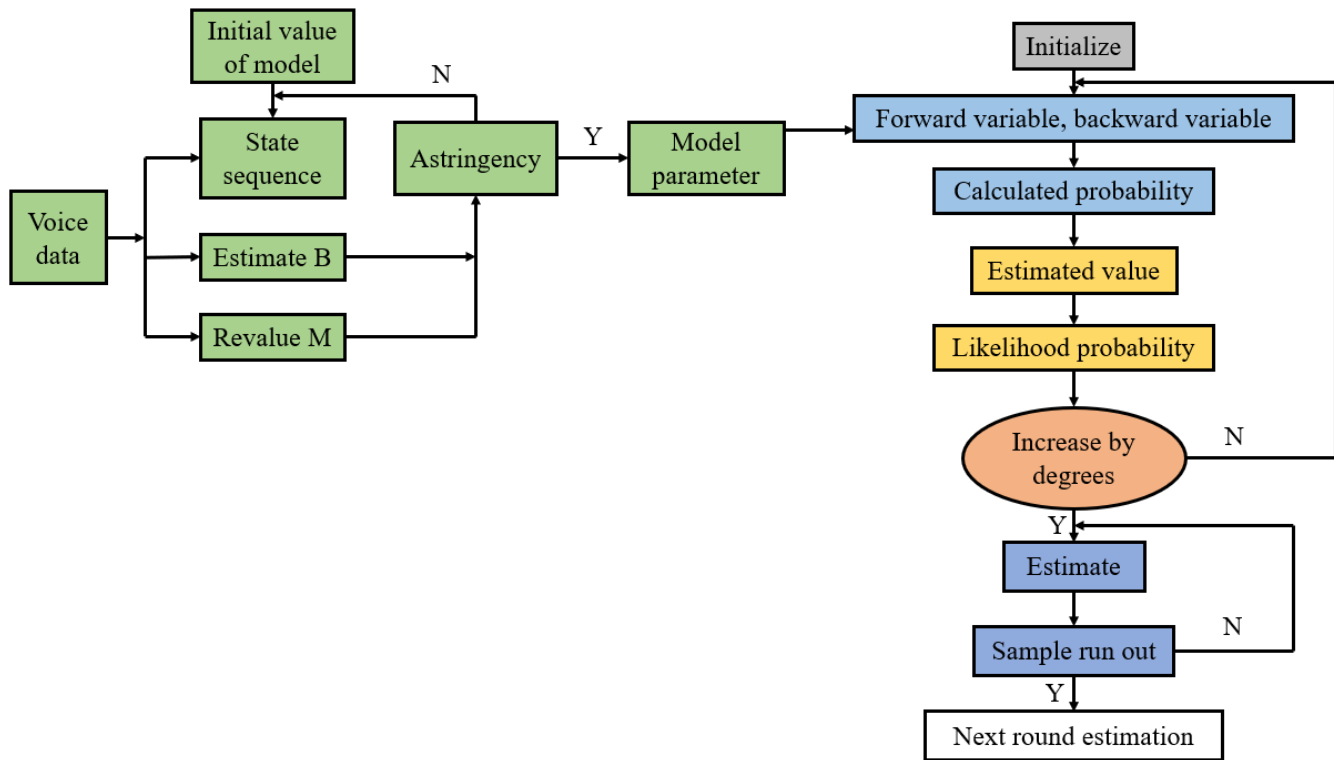 Initial value
of model
N
State
sequence
Astringency
Y
Model
parameter
Voice
data
Estimate B
Revalue M
Initialize
Forward variable, backward variable
Calculated probability
Estimated value
Likelihood probability
Increase by
degrees
N
Y
Estimate
Sample run out
N
Y
Next round estimation